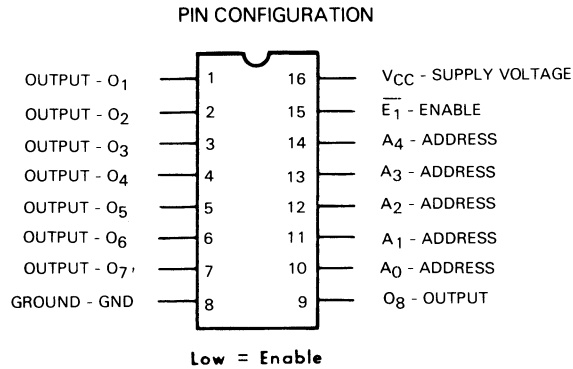 PIN CONFIGURATION
OUTPUT - O1 1 16 VCC - SUPPLY VOLTAGE
OUTPUT - O2 2 15 E̅1̅ - ENABLE
OUTPUT - O3 3 14 A4 - ADDRESS
OUTPUT - O4 4 13 A3 - ADDRESS
OUTPUT - O5 5 12 A2 - ADDRESS
OUTPUT - O6 6 11 A1 - ADDRESS
OUTPUT - O7 7 10 A0 - ADDRESS
GROUND - GND 8 9 O8 - OUTPUT
Low = Enable